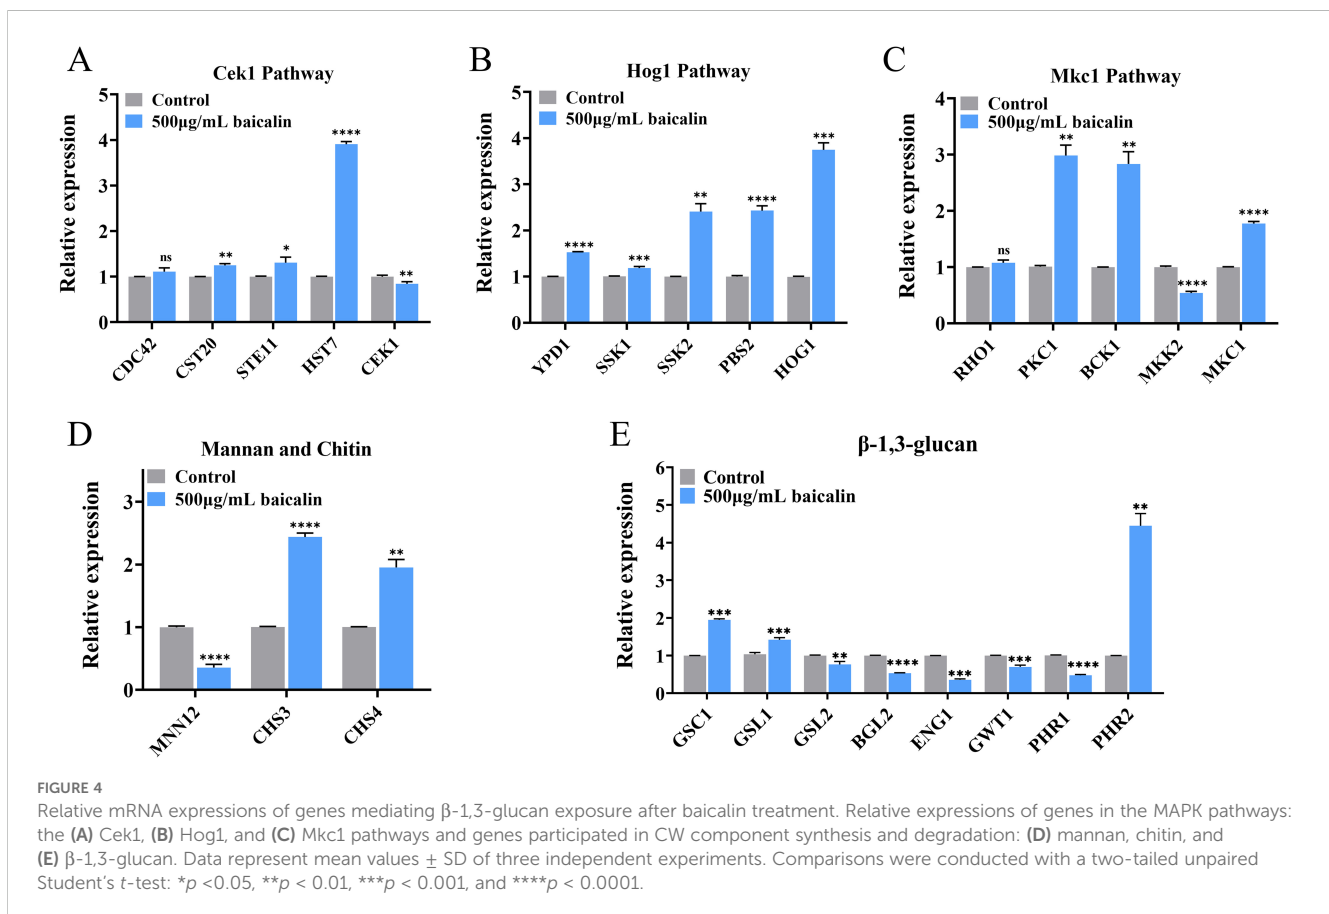 A
Cek1 Pathway
Control
500μg/mL baicalin
Relative expression
5
4
3
2
1
0
ns
**
*
****
**
CDC42
CST20
STE11
HST7
CEK1
B
Hog1 Pathway
Control
500μg/mL baicalin
Relative expression
5
4
3
2
1
0
****
***
**
****
***
YPD1
SSK1
SSK2
PBS2
HOG1
C
Mkc1 Pathway
Control
500μg/mL baicalin
Relative expression
4
3
2
1
0
ns
**
**
****
****
RHO1
PKC1
BCK1
MKK2
MKC1
D
Mannan and Chitin
Control
500μg/mL baicalin
Relative expression
3
2
1
0
****
****
**
MNN12
CHS3
CHS4
E
β-1,3-glucan
Control
500μg/mL baicalin
Relative expression
6
5
4
3
2
1
0
***
***
**
****
***
***
****
**
GSC1
GSL1
GSL2
BGL2
ENG1
GWT1
PHR1
PHR2
FIGURE 4
Relative mRNA expressions of genes mediating β-1,3-glucan exposure after baicalin treatment. Relative expressions of genes in the MAPK pathways:
the (A) Cek1, (B) Hog1, and (C) Mkc1 pathways and genes participated in CW component synthesis and degradation: (D) mannan, chitin, and
(E) β-1,3-glucan. Data represent mean values ± SD of three independent experiments. Comparisons were conducted with a two-tailed unpaired
Student's t-test: *p <0.05, **p < 0.01, ***p < 0.001, and ****p < 0.0001.